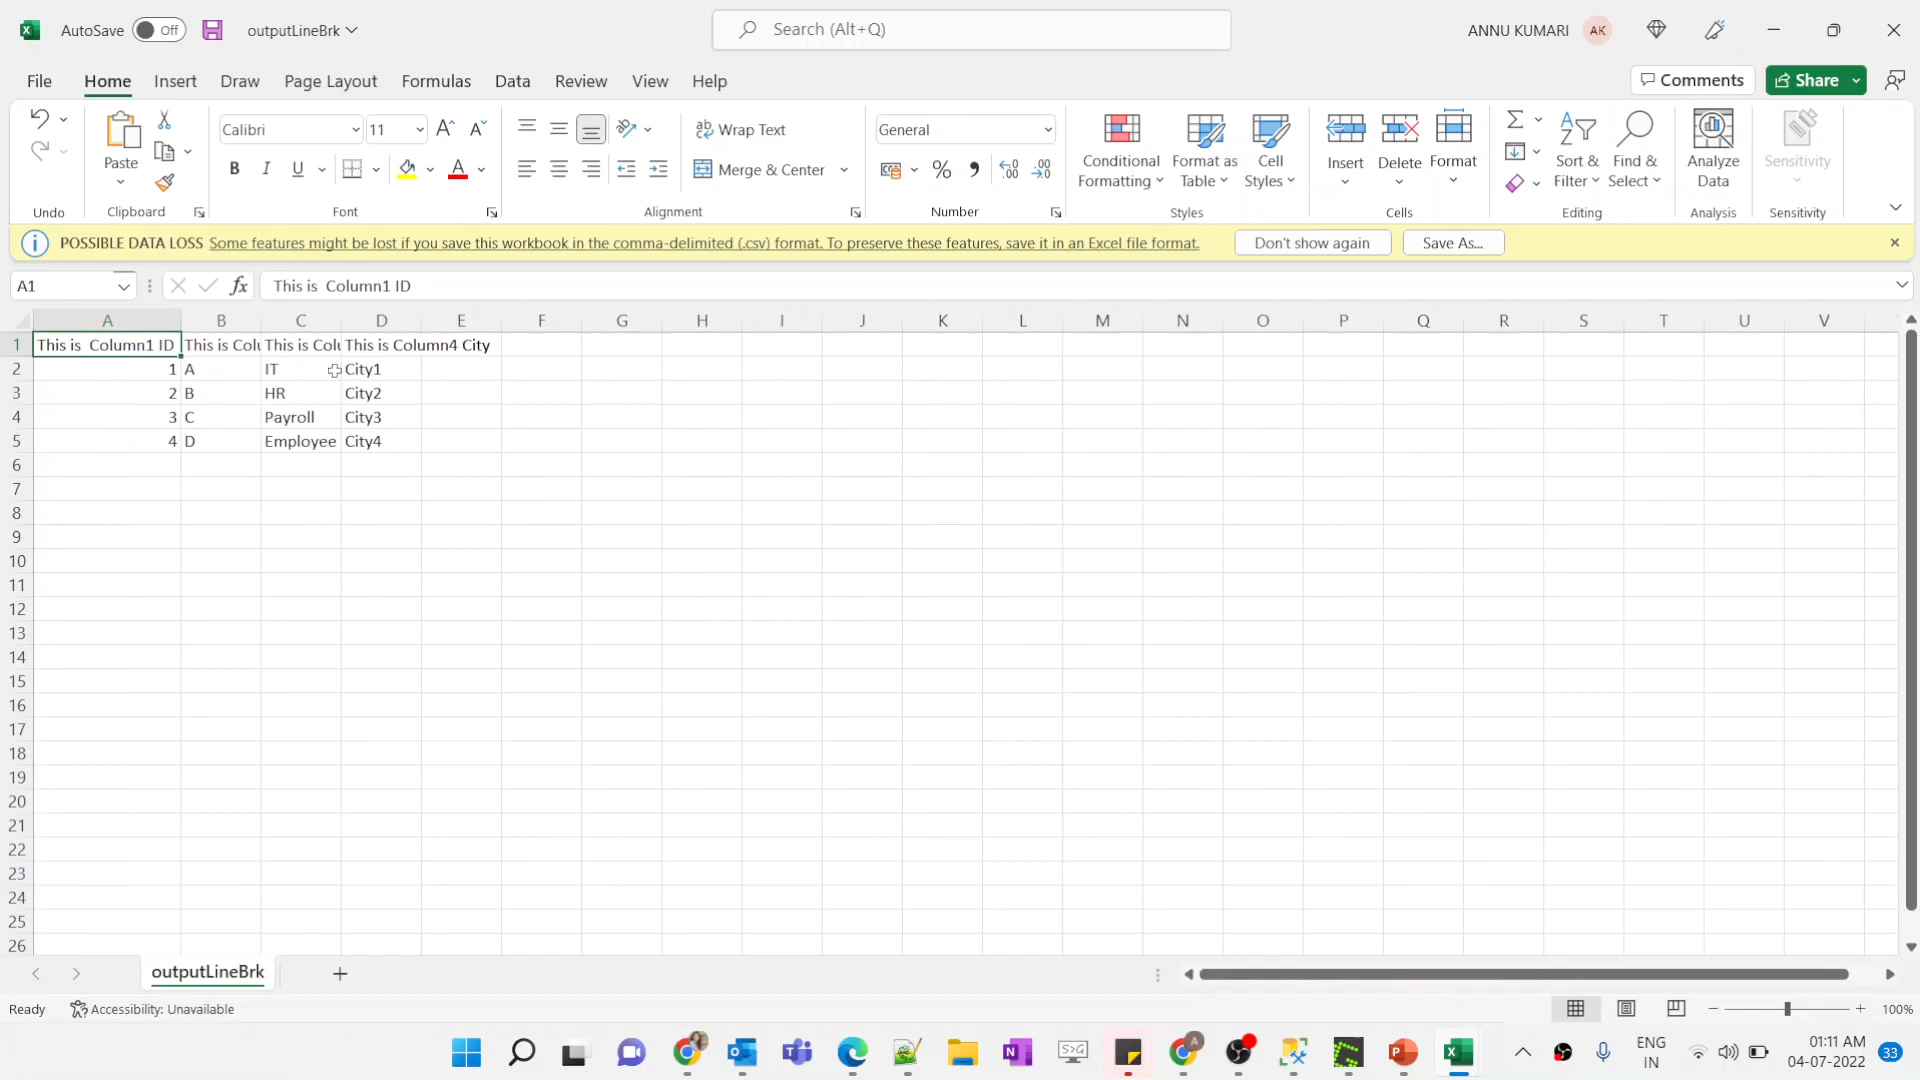 AutoSave Off outputLineBrk Search (Alt+Q) ANNU KUMARI AK
File Home Insert Draw Page Layout Formulas Data Review View Help Comments Share
Calibri 11 Wrap Text General
Paste B I U Merge & Center % Conditional Formatting Format as Table Cell Styles Insert Delete Format Sort & Filter Find & Select Analyze Data Sensitivity
Undo Clipboard Font Alignment Number Styles Cells Editing Analysis Sensitivity
POSSIBLE DATA LOSS Some features might be lost if you save this workbook in the comma-delimited (.csv) format. To preserve these features, save it in an Excel file format. Don't show again Save As...
A1 fx This is  Column1 ID
A B C D E F G H I J K L M N O P Q R S T U V
1 This is  Column1 ID This is Colu This is Colu This is Column4 City
2 1 A IT City1
3 2 B HR City2
4 3 C Payroll City3
5 4 D Employee City4
6
7
8
9
10
11
12
13
14
15
16
17
18
19
20
21
22
23
24
25
26
outputLineBrk
Ready Accessibility: Unavailable 100%
ENG 01:11 AM
IN 04-07-2022 33